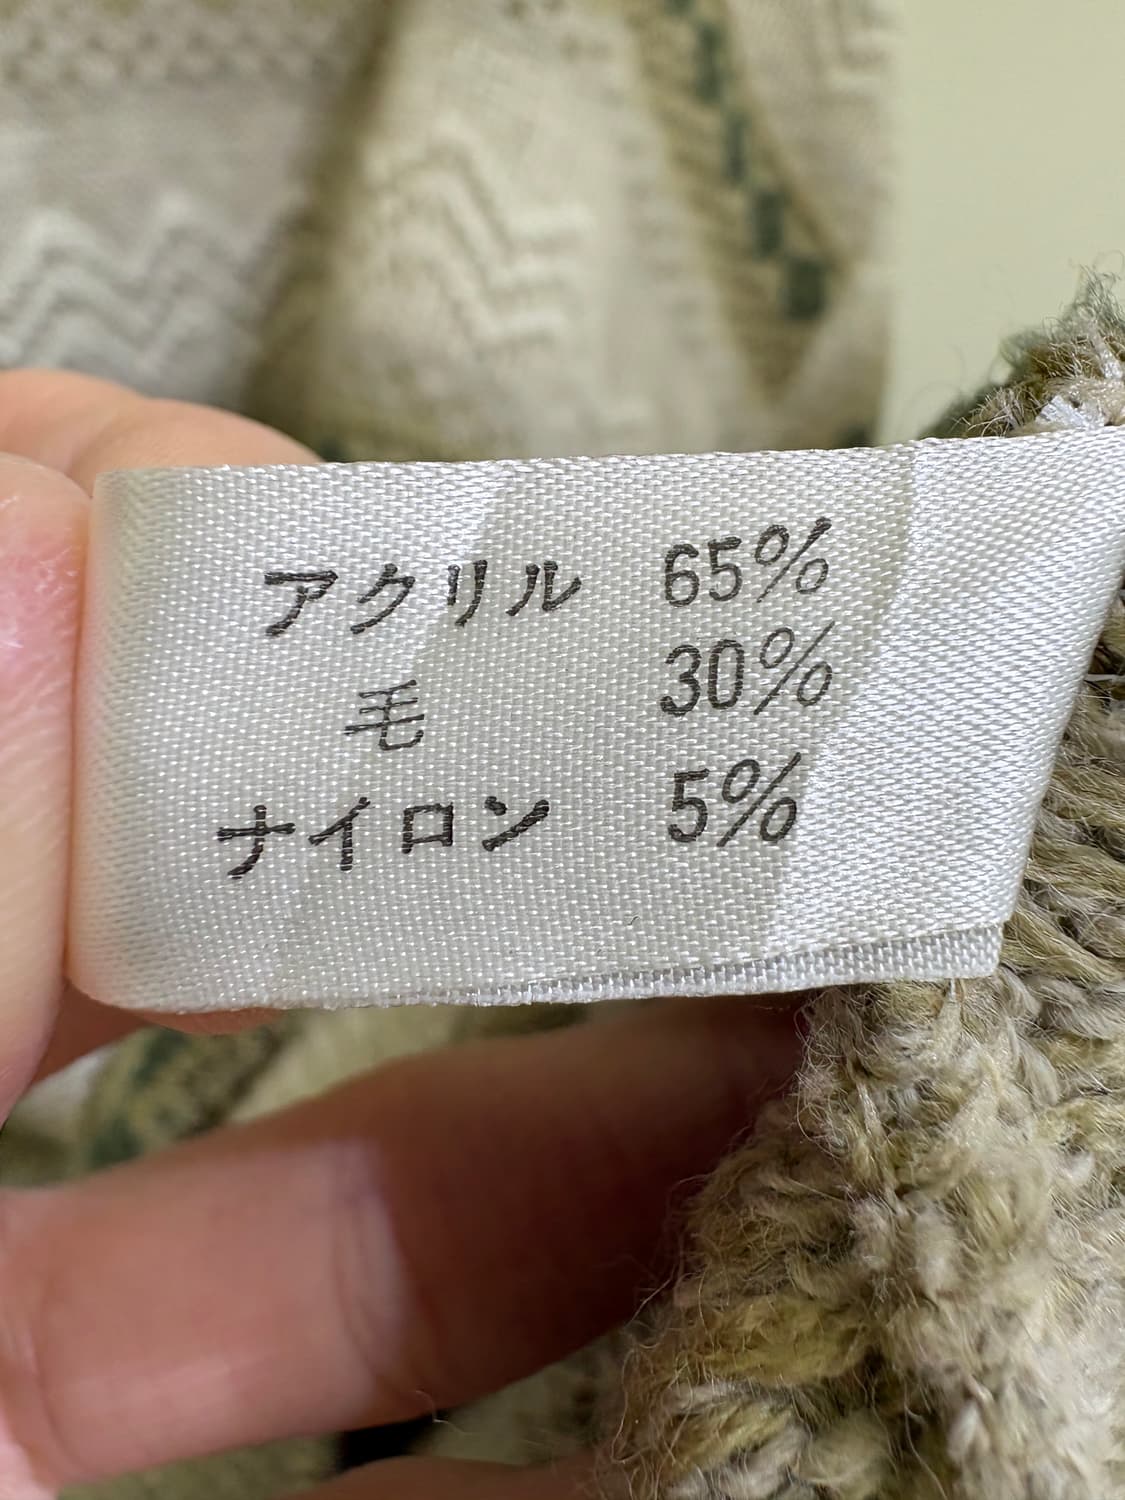 アクリル 65%
毛 30%
ナイロン 5%